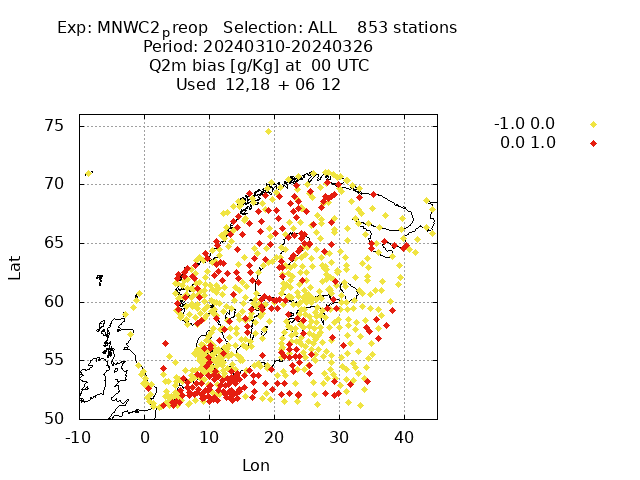 Exp: MNWC2preop Selection: ALL 853 stations
Period: 20240310-20240326
Q2m bias [g/Kg] at 00 UTC
Used 12,18 + 06 12
-1.0 0.0
0.0 1.0
75
70
65
60
55
50
Lat
-10 0 10 20 30 40
Lon